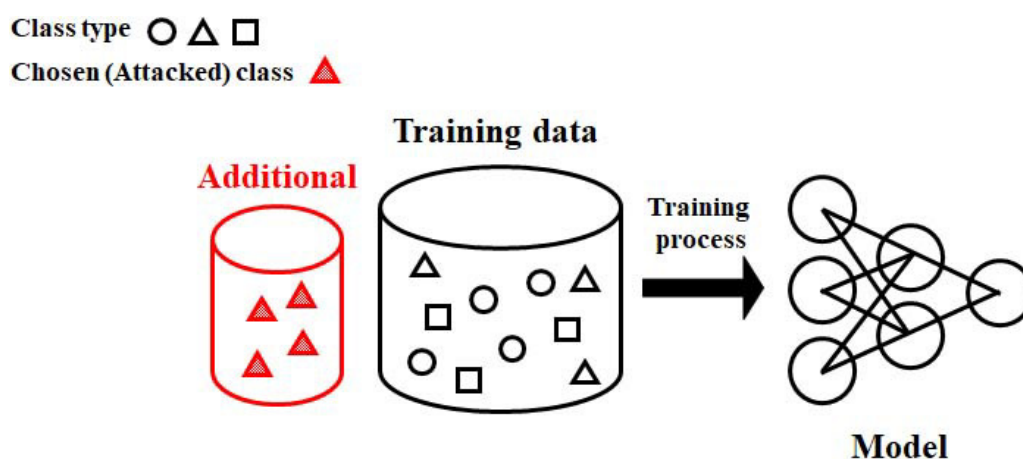 Class type
Chosen (Attacked) class
Training data
Additional
Training
process
Model